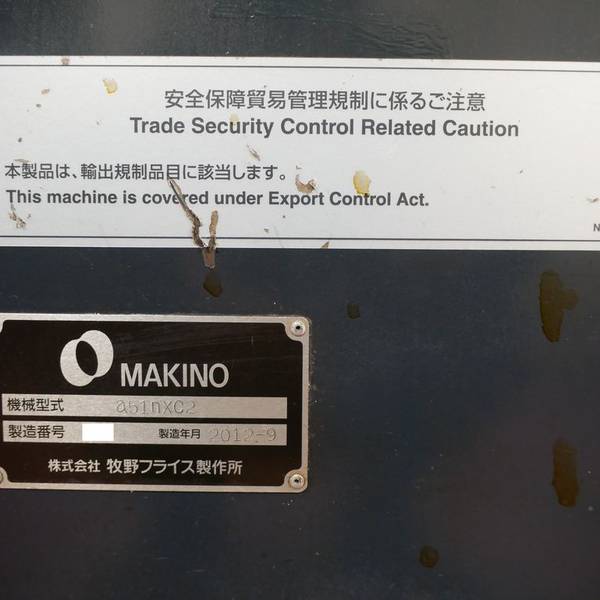 安全保障貿易管理規制に係るご注意
Trade Security Control Related Caution
本製品は、輸出規制品目に該当します。
This machine is covered under Export Control Act.
N
MAKINO
機械型式 a51nXC2
製造番号 製造年月 2012-9
株式会社 牧野フライス製作所